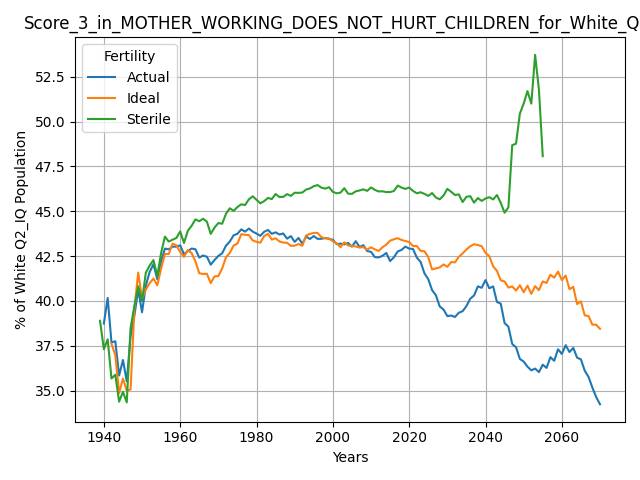 Score_3_in_MOTHER_WORKING_DOES_NOT_HURT_CHILDREN_for_White_Q
Fertility
Actual
Ideal
Sterile
% of White Q2_IQ Population
52.5
50.0
47.5
45.0
42.5
40.0
37.5
35.0
1940 1960 1980 2000 2020 2040 2060
Years